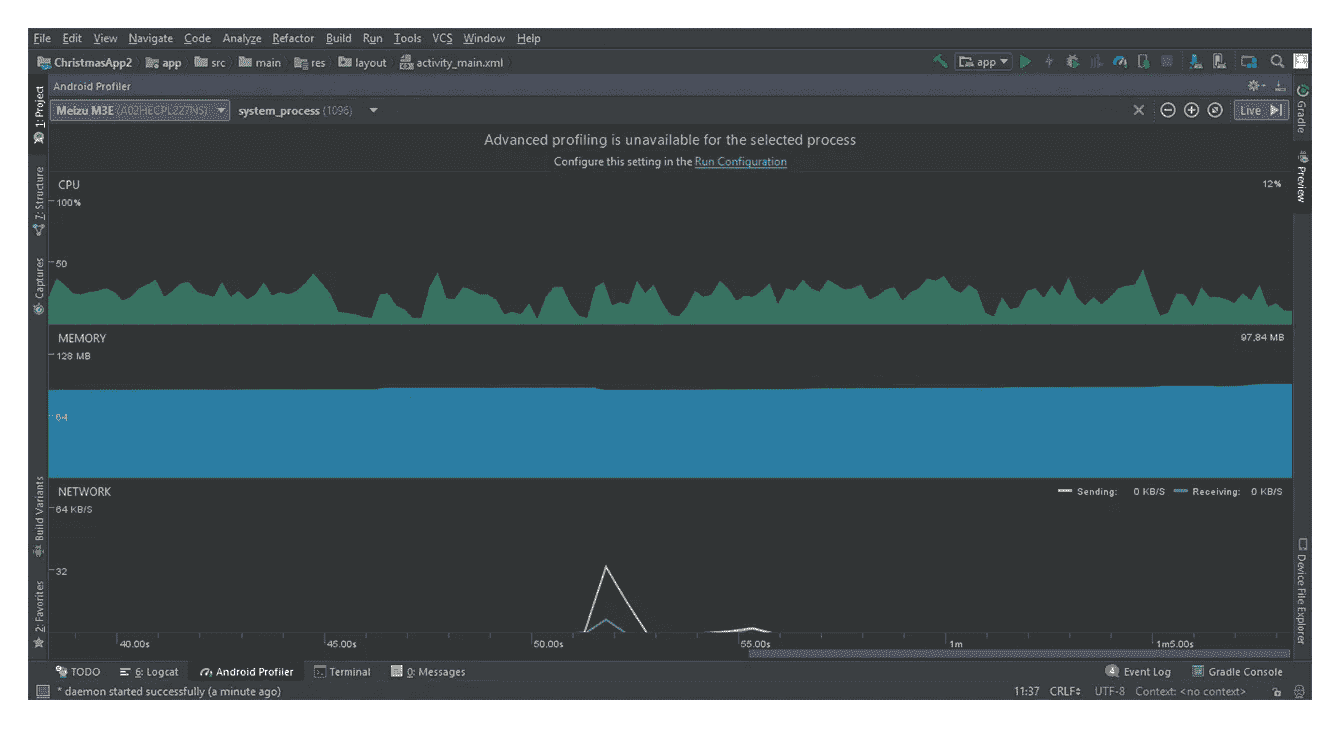 File Edit View Navigate Code Analyze Refactor Build Run Tools VCS Window Help
ChristmasApp2 app src main res layout activity_main.xml app
Android Profiler
Meizu M3E system_process (1096) Live
Advanced profiling is unavailable for the selected process
Configure this setting in the Run Configuration
CPU 12%
100%
50
MEMORY 97,84 MB
128 MB
64
NETWORK Sending: 0 KB/S Receiving: 0 KB/S
64 KB/S
32
40.00s 45.00s 50.00s 55.00s 1m 1m5.00s
1: Project
Z: Structure
Captures
Build Variants
2: Favorites
Gradle
Preview
Device File Explorer
TODO 6: Logcat Android Profiler Terminal 0: Messages 4 Event Log Gradle Console
* daemon started successfully (a minute ago) 11:37 CRLF UTF-8 Context: <no context>